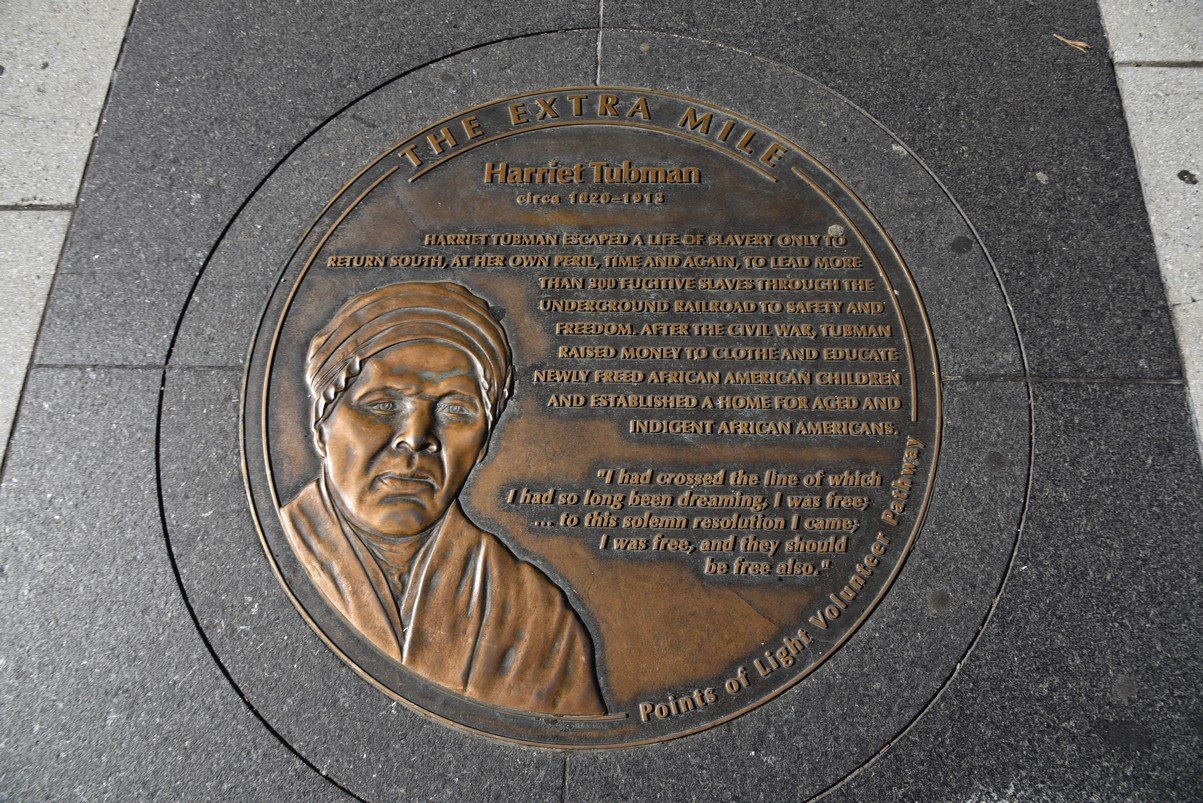 THE EXTRA MILE
Harriet Tubman
circa 1820–1913
HARRIET TUBMAN ESCAPED A LIFE OF SLAVERY ONLY TO
RETURN SOUTH, AT HER OWN PERIL, TIME AND AGAIN, TO LEAD MORE
THAN 300 FUGITIVE SLAVES THROUGH THE
UNDERGROUND RAILROAD TO SAFETY AND
FREEDOM. AFTER THE CIVIL WAR, TUBMAN
RAISED MONEY TO CLOTHE AND EDUCATE
NEWLY FREED AFRICAN AMERICAN CHILDREN
AND ESTABLISHED A HOME FOR AGED AND
INDIGENT AFRICAN AMERICANS.
"I had crossed the line of which
I had so long been dreaming, I was free;
... to this solemn resolution I came;
I was free, and they should
be free also."
Points of Light Volunteer Pathway